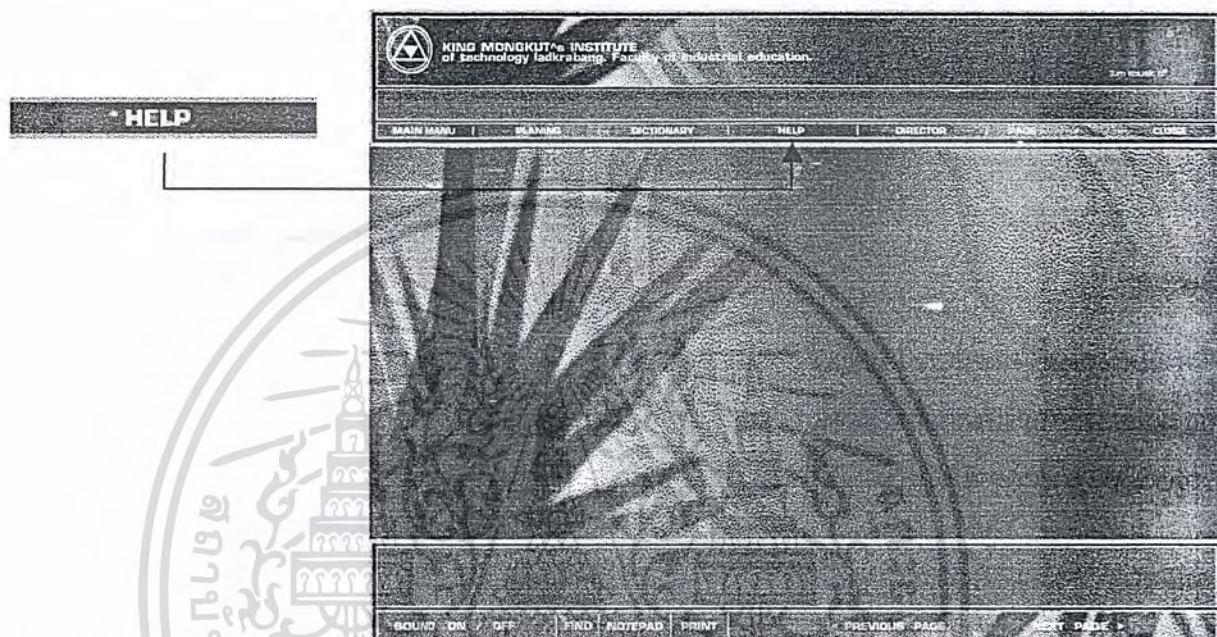 KING MONGKUT^s INSTITUTE
of technology ladkrabang. Faculty of industrial education.
HELP
MAIN MANU | PLANING | DICTIONARY | HELP | DIRECTOR | PAGE CLOSE
SOUND ON / OFF FIND NOTEPAD PRINT PREVIOUS PAGE NEXT PAGE >